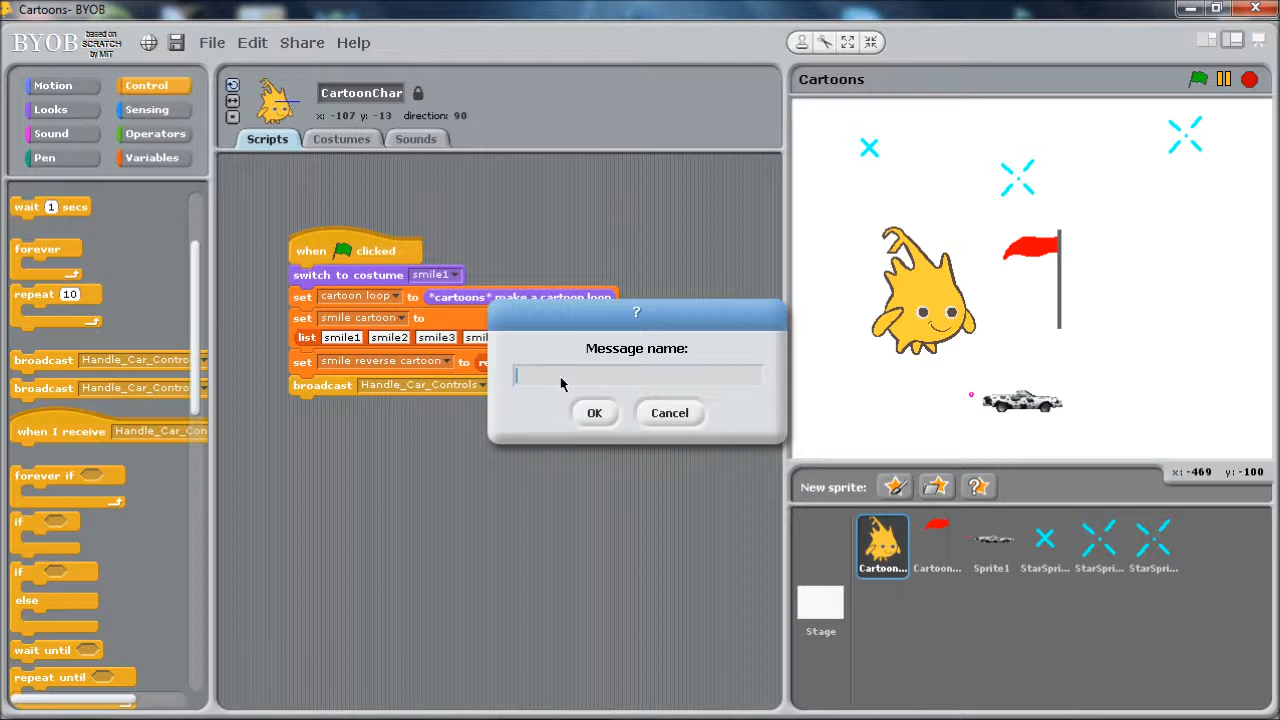 Cartoons- BYOB
BYOB
based on
SCRATCH
by MIT
File Edit Share Help
Motion Control
Looks Sensing
Sound Operators
Pen Variables
CartoonChar
x: -107 y: -13 direction: 90
Scripts Costumes Sounds
Cartoons
wait 1 secs
forever
repeat 10
broadcast Handle_Car_Contro
broadcast Handle_Car_Contro
when I receive Handle_Car_Contro
forever if
if
if
else
wait until
repeat until
when clicked
switch to costume smile1
set cartoon loop to *cartoons* make a cartoon loop
set smile cartoon to
list smile1 smile2 smile3
set smile reverse cartoon to
broadcast Handle_Car_Controls
?
Message name:
OK Cancel
x: -469 y: -100
New sprite:
Cartoon... Cartoon... Sprite1 StarSpri... StarSpri... StarSpri...
Stage